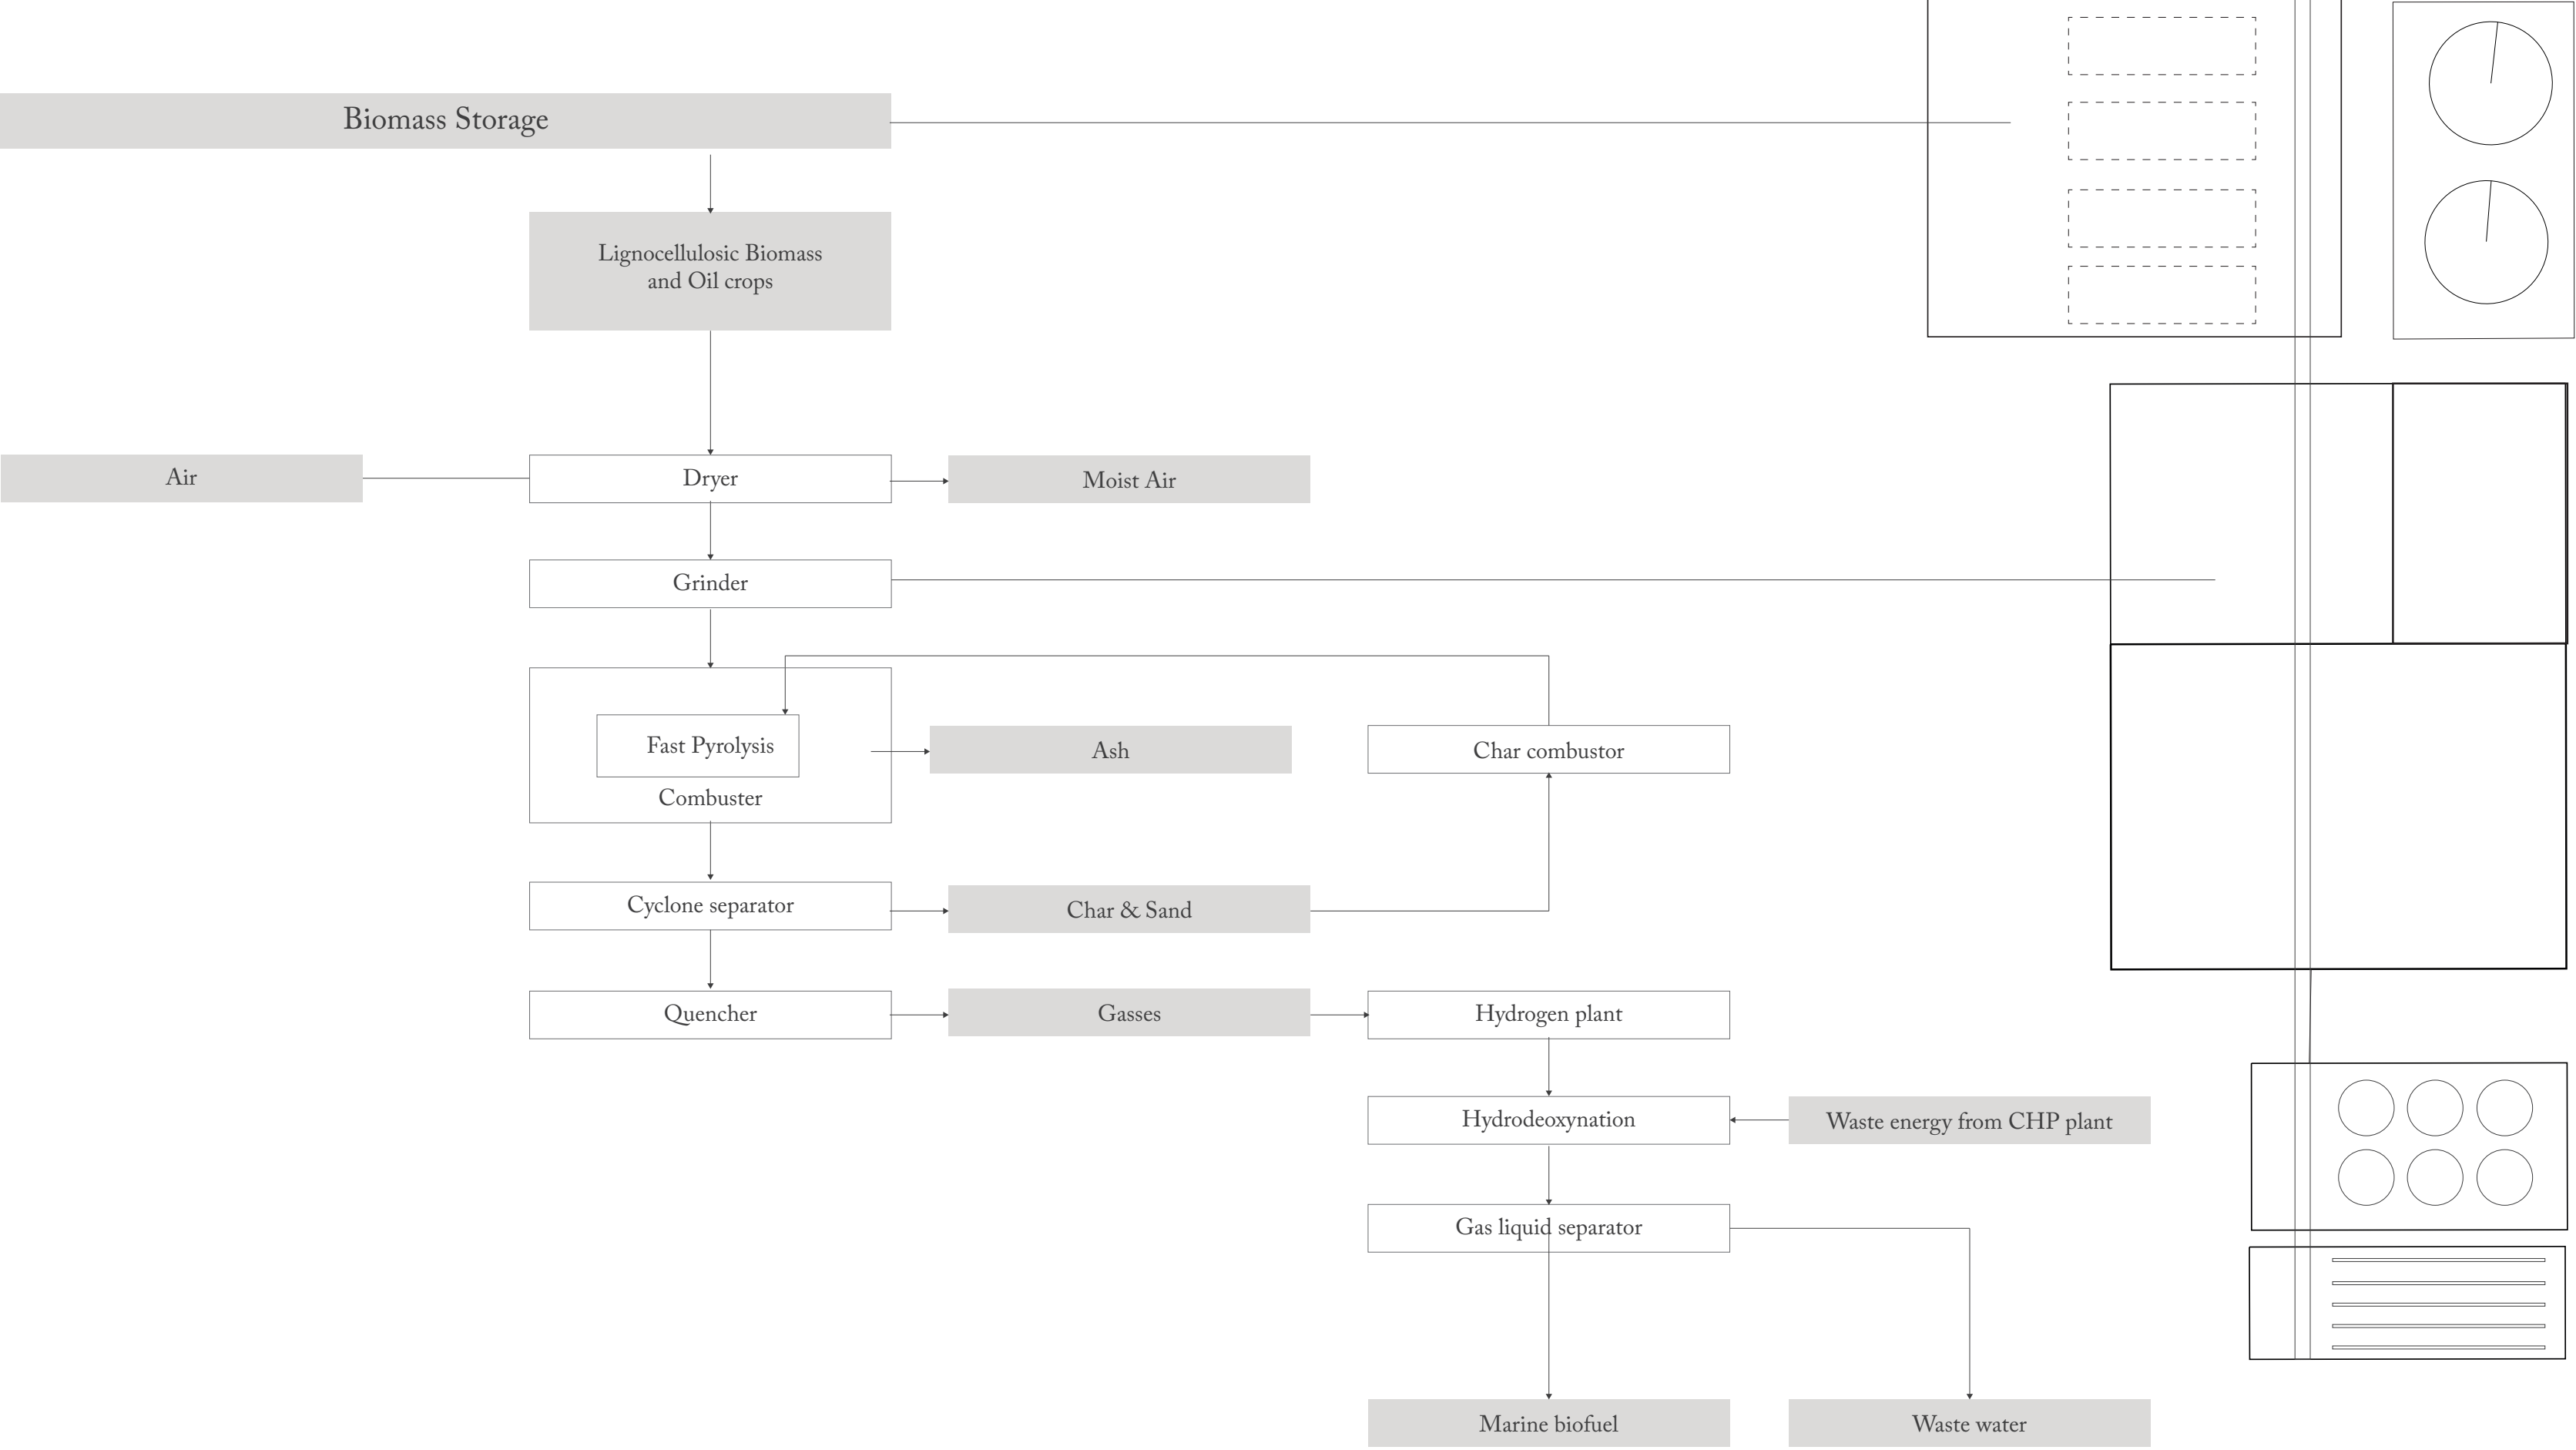 Biomass Storage
Lignocellulosic Biomass
and Oil crops
Air
Dryer
Moist Air
Grinder
Fast Pyrolysis
Combuster
Ash
Char combustor
Cyclone separator
Char & Sand
Quencher
Gasses
Hydrogen plant
Hydrodeoxynation
Waste energy from CHP plant
Gas liquid separator
Marine biofuel
Waste water